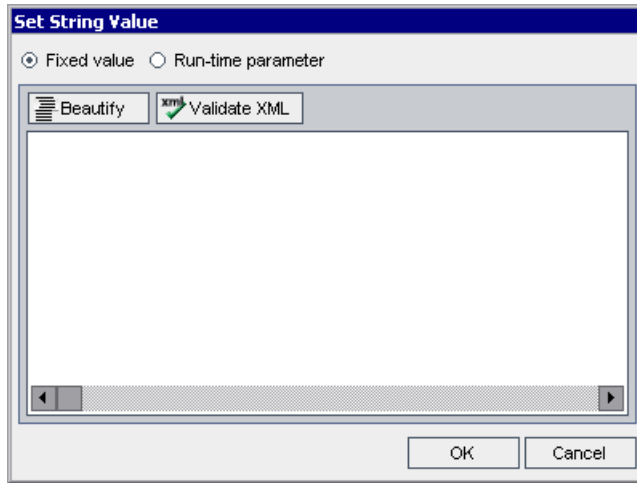 Set String Value
Fixed value Run-time parameter
Beautify xml Validate XML
OK Cancel